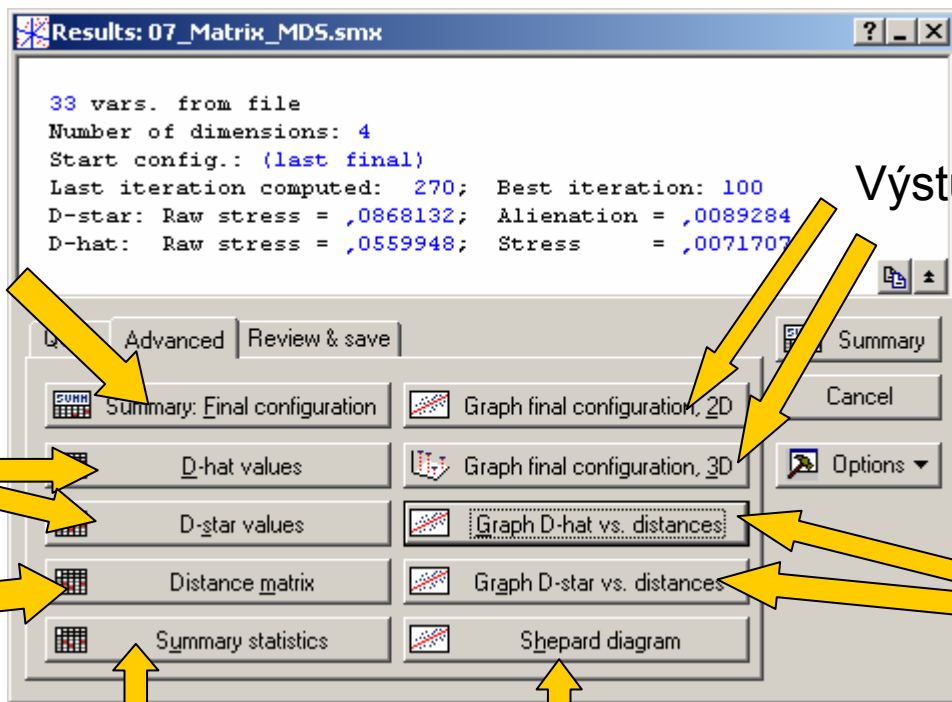 Results: 07_Matrix_MDS.smx
33 vars. from file
Number of dimensions: 4
Start config.: (last final)
Last iteration computed: 270; Best iteration: 100
D-star: Raw stress = ,0868132; Alienation = ,0089284
D-hat: Raw stress = ,0559948; Stress = ,0071707
Advanced
Review & save
Summary
Cancel
Options
Summary: Final configuration
Graph final configuration, 2D
D-hat values
Graph final configuration, 3D
D-star values
Graph D-hat vs. distances
Distance matrix
Graph D-star vs. distances
Summary statistics
Shepard diagram